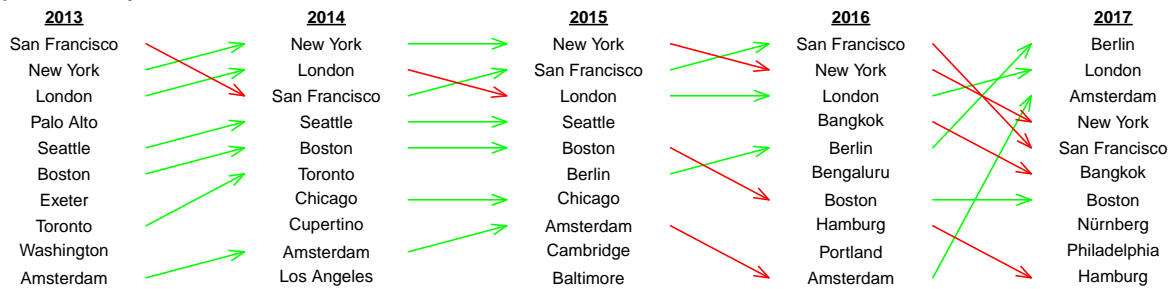 2013 2014 2015 2016 2017
San Francisco New York New York San Francisco Berlin
New York London San Francisco New York London
London San Francisco London London Amsterdam
Palo Alto Seattle Seattle Bangkok New York
Seattle Boston Boston Berlin San Francisco
Boston Toronto Berlin Bengaluru Bangkok
Exeter Chicago Chicago Boston Boston
Toronto Cupertino Amsterdam Hamburg Nürnberg
Washington Amsterdam Cambridge Portland Philadelphia
Amsterdam Los Angeles Baltimore Amsterdam Hamburg